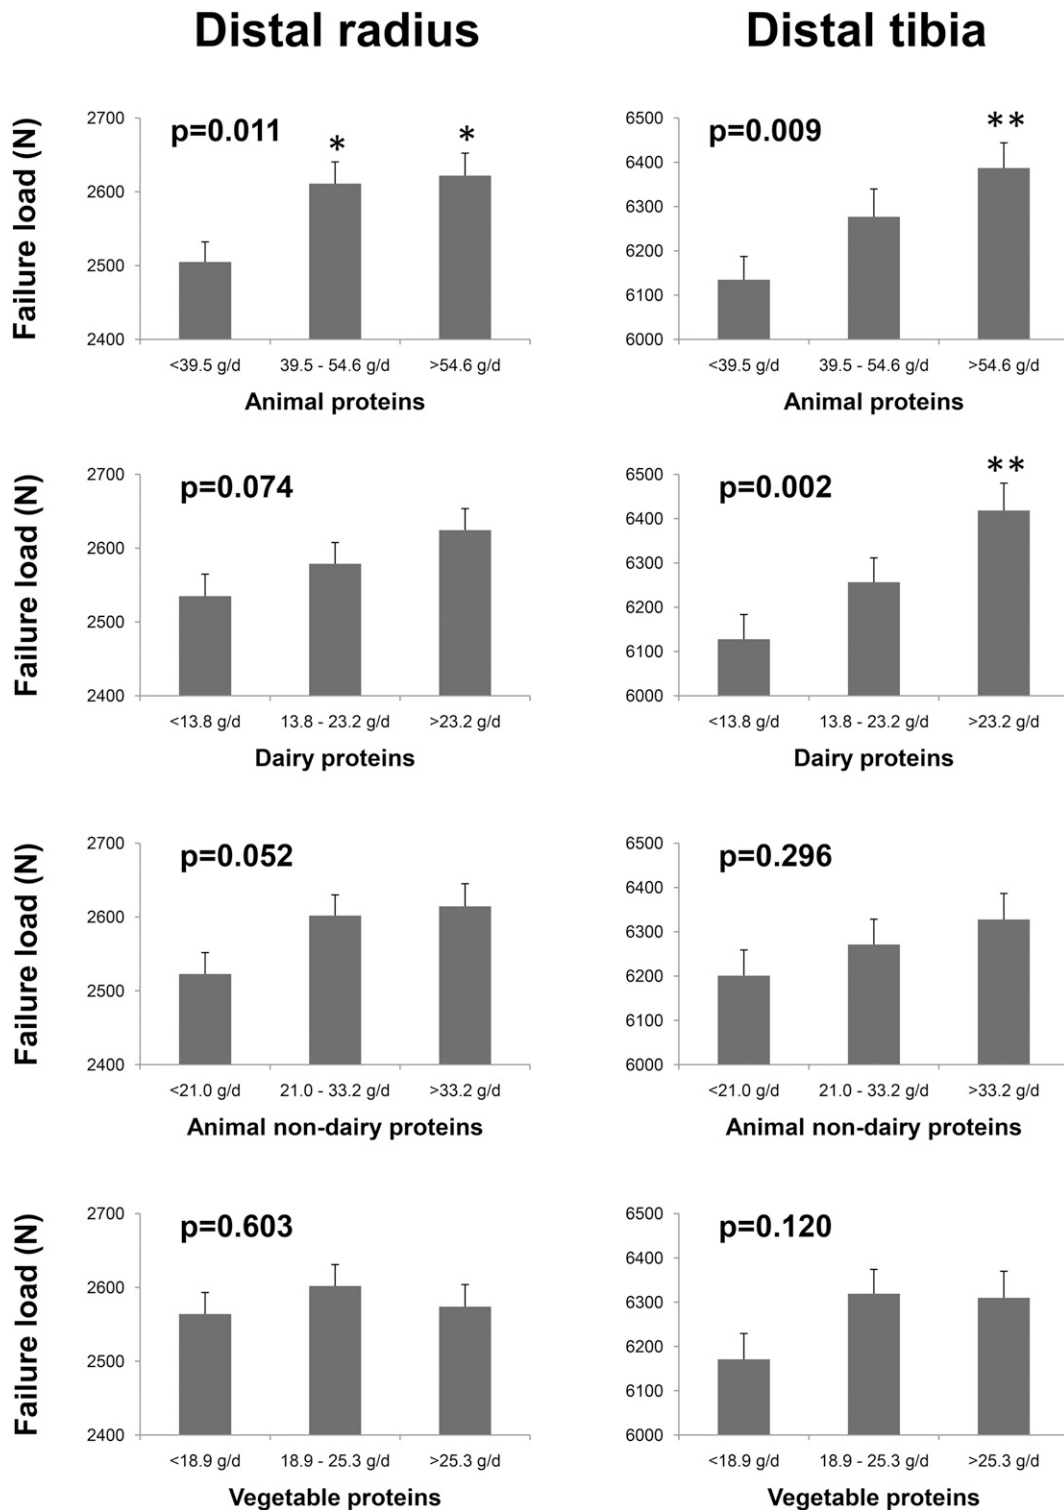 Distal radius
Distal tibia
Failure load (N)
2700
2600
2500
2400
p=0.011
*
*
<39.5 g/d
39.5 - 54.6 g/d
>54.6 g/d
Animal proteins
6500
6400
6300
6200
6100
6000
p=0.009
**
<39.5 g/d
39.5 - 54.6 g/d
>54.6 g/d
Animal proteins
Failure load (N)
2700
2600
2500
2400
p=0.074
<13.8 g/d
13.8 - 23.2 g/d
>23.2 g/d
Dairy proteins
6500
6400
6300
6200
6100
6000
p=0.002
**
<13.8 g/d
13.8 - 23.2 g/d
>23.2 g/d
Dairy proteins
Failure load (N)
2700
2600
2500
2400
p=0.052
<21.0 g/d
21.0 - 33.2 g/d
>33.2 g/d
Animal non-dairy proteins
6500
6400
6300
6200
6100
6000
p=0.296
<21.0 g/d
21.0 - 33.2 g/d
>33.2 g/d
Animal non-dairy proteins
Failure load (N)
2700
2600
2500
2400
p=0.603
<18.9 g/d
18.9 - 25.3 g/d
>25.3 g/d
Vegetable proteins
6500
6400
6300
6200
6100
6000
p=0.120
<18.9 g/d
18.9 - 25.3 g/d
>25.3 g/d
Vegetable proteins